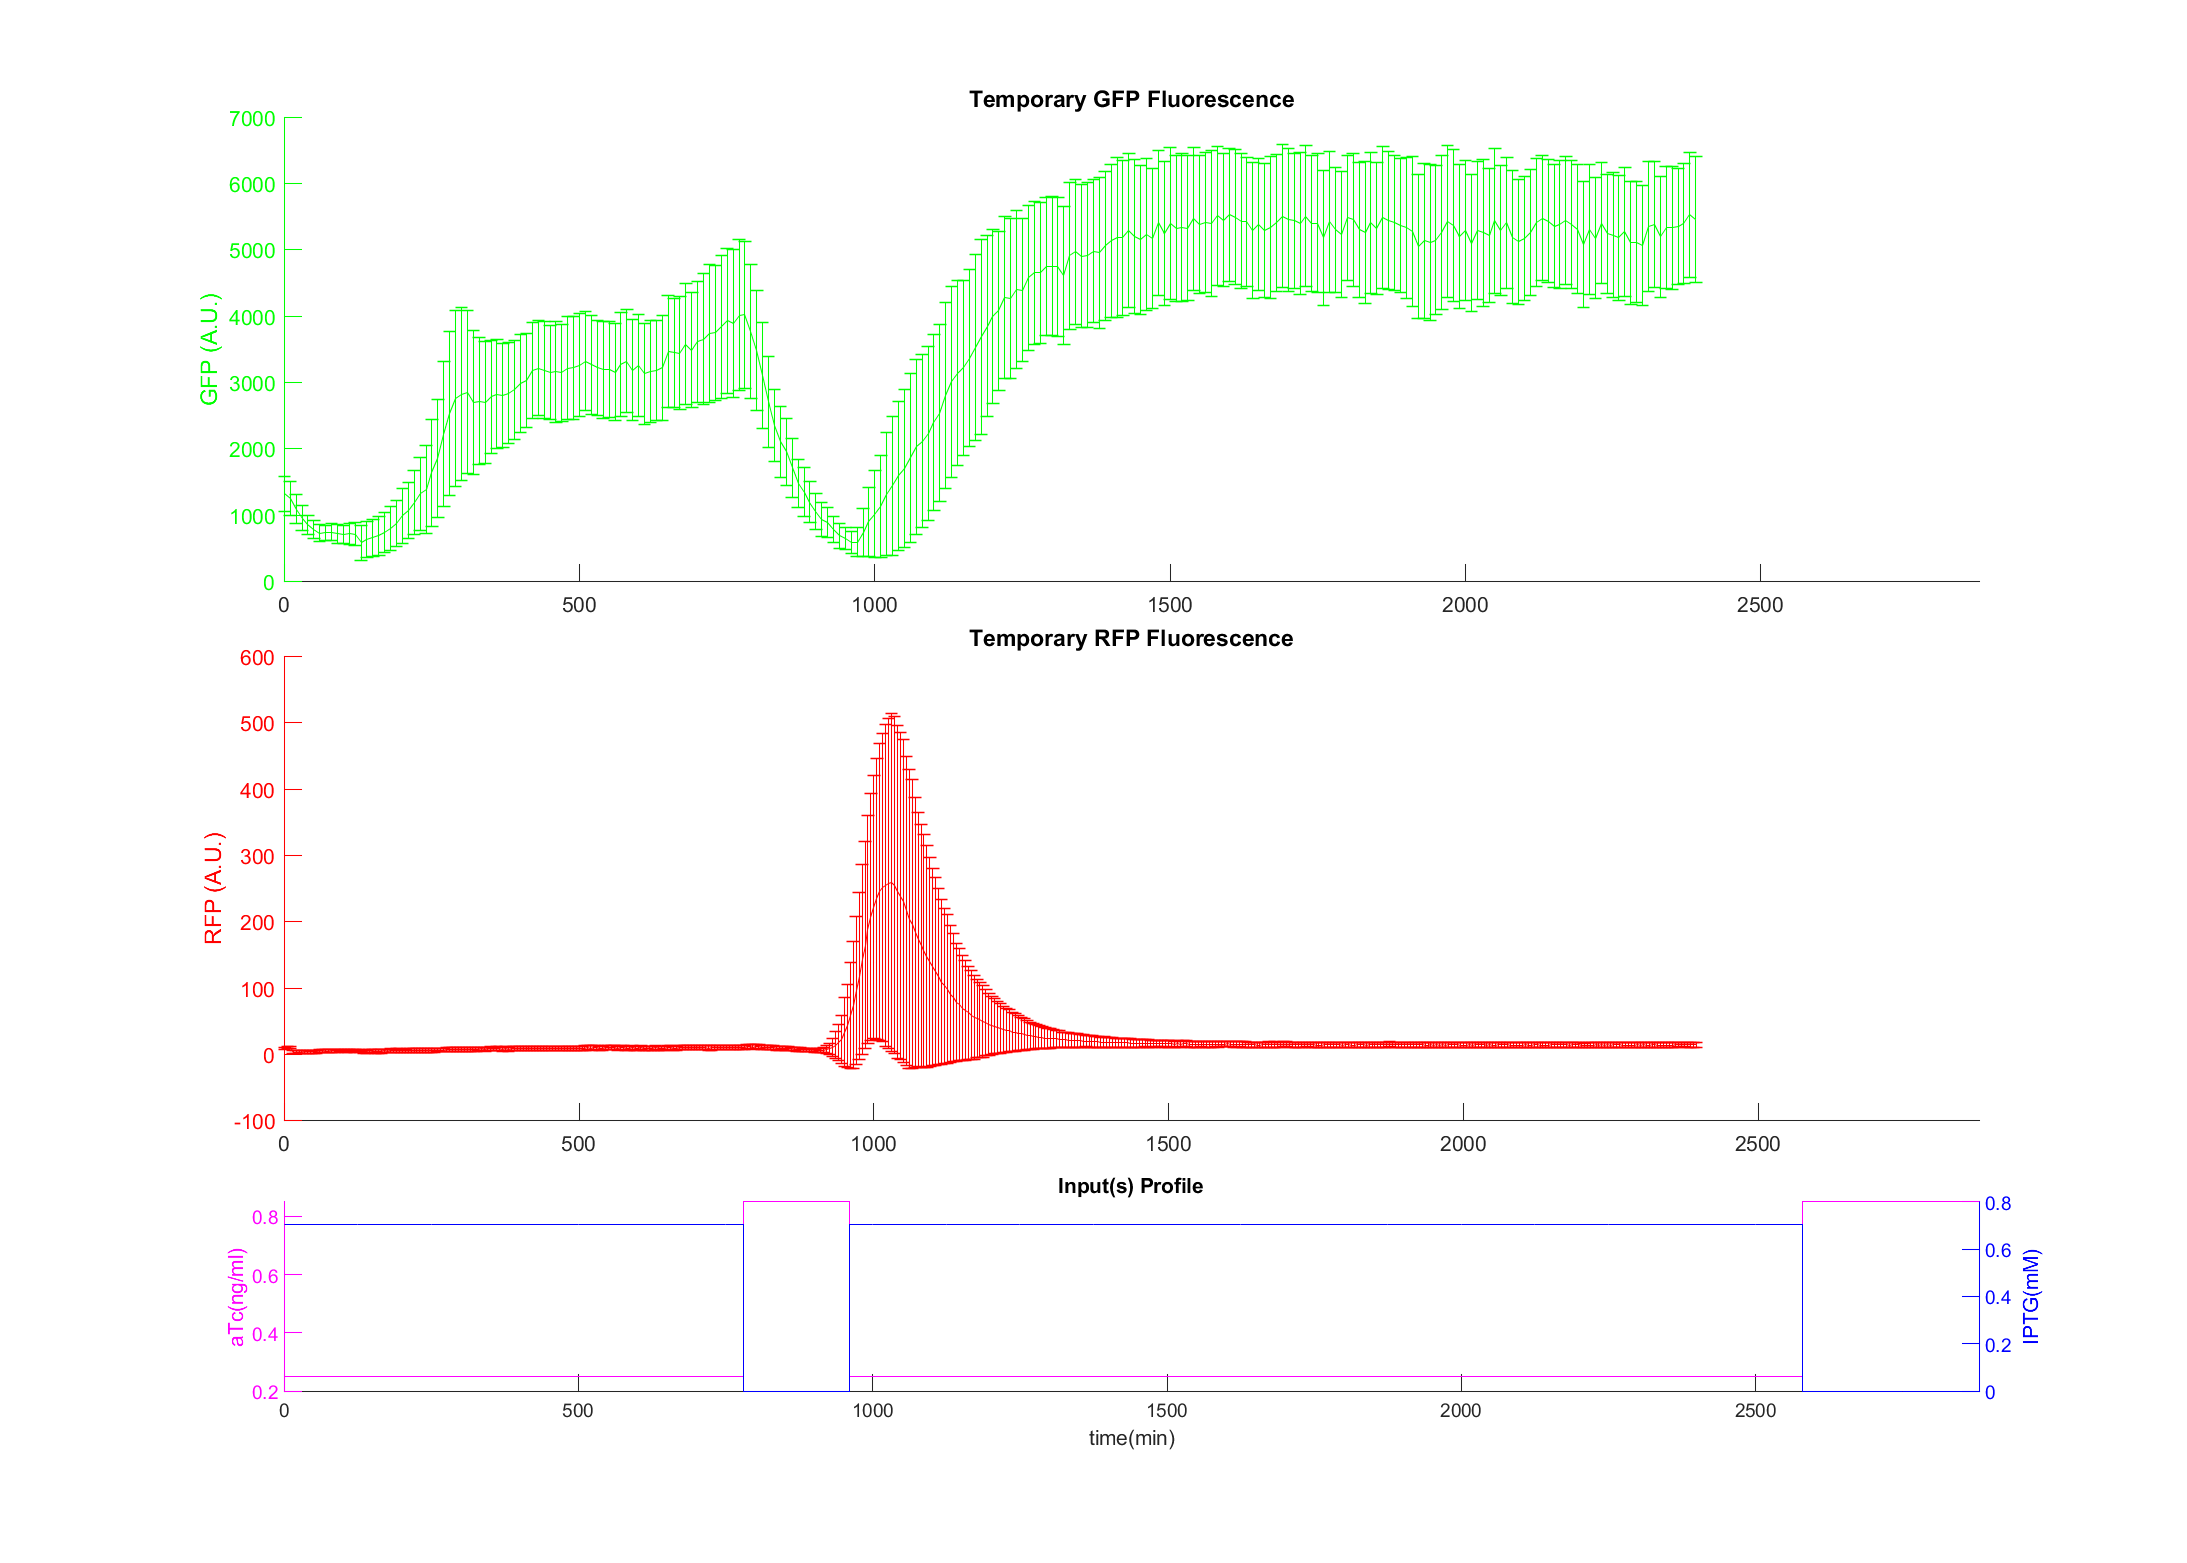 Temporary GFP Fluorescence
7000
6000
5000
4000
3000
2000
1000
0
GFP (A.U.)
0 500 1000 1500 2000 2500
Temporary RFP Fluorescence
600
500
400
300
200
100
0
-100
RFP (A.U.)
0 500 1000 1500 2000 2500
Input(s) Profile
0.8
0.6
0.4
0.2
aTc(ng/ml)
0.8
0.6
0.4
0.2
0
IPTG(mM)
0 500 1000 1500 2000 2500
time(min)